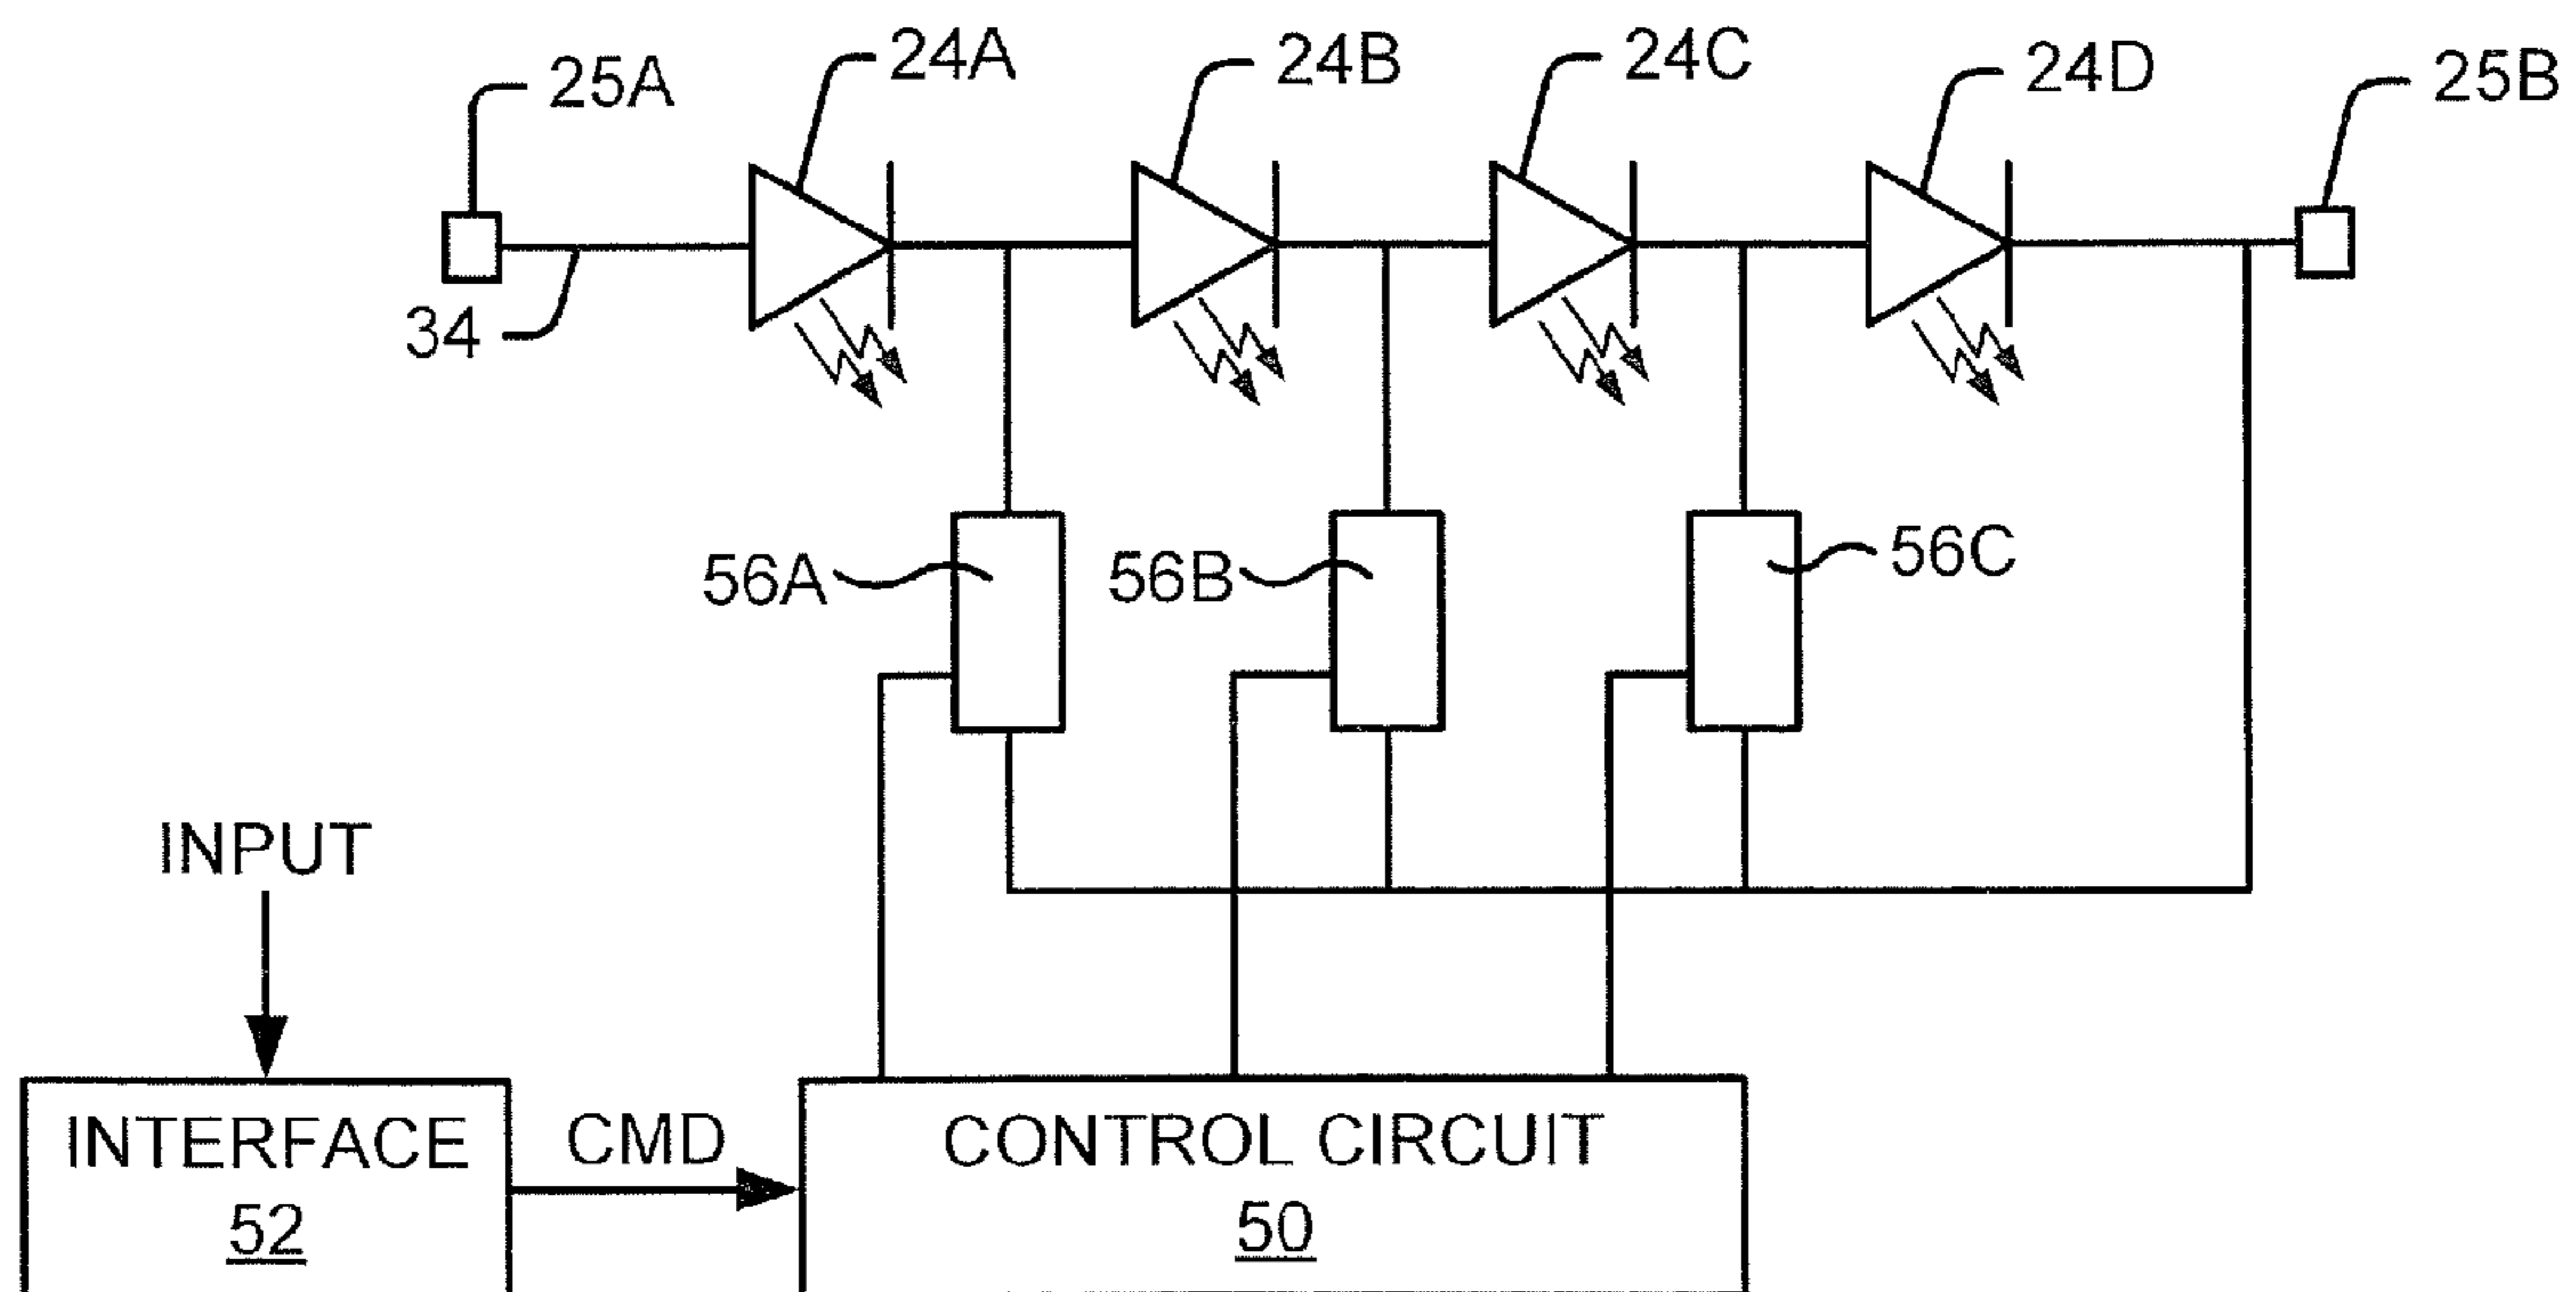 25A
24A
24B
24C
24D
25B
34
56A
56B
56C
INPUT
INTERFACE
52
CMD
CONTROL CIRCUIT
50